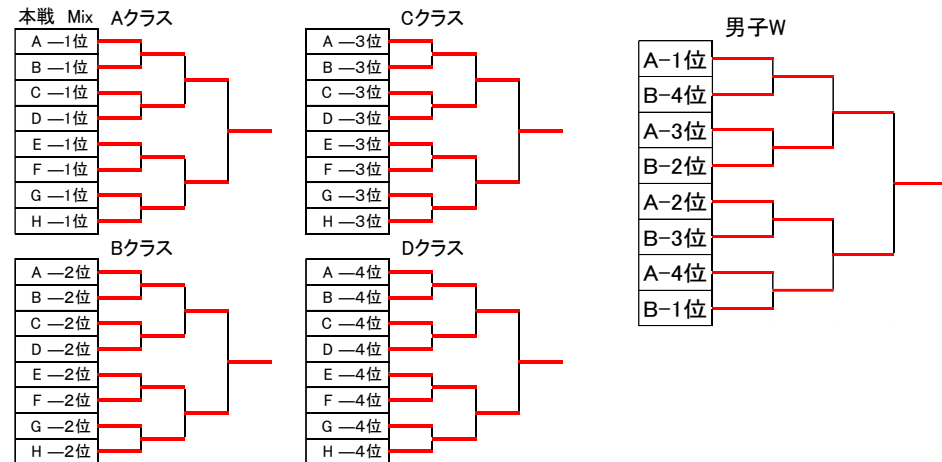 本戦 Mix Aクラス
A ―1位
B ―1位
C ―1位
D ―1位
E ―1位
F ―1位
G ―1位
H ―1位
Bクラス
A ―2位
B ―2位
C ―2位
D ―2位
E ―2位
F ―2位
G ―2位
H ―2位
Cクラス
A ―3位
B ―3位
C ―3位
D ―3位
E ―3位
F ―3位
G ―3位
H ―3位
Dクラス
A ―4位
B ―4位
C ―4位
D ―4位
E ―4位
F ―4位
G ―4位
H ―4位
男子W
A-1位
B-4位
A-3位
B-2位
A-2位
B-3位
A-4位
B-1位